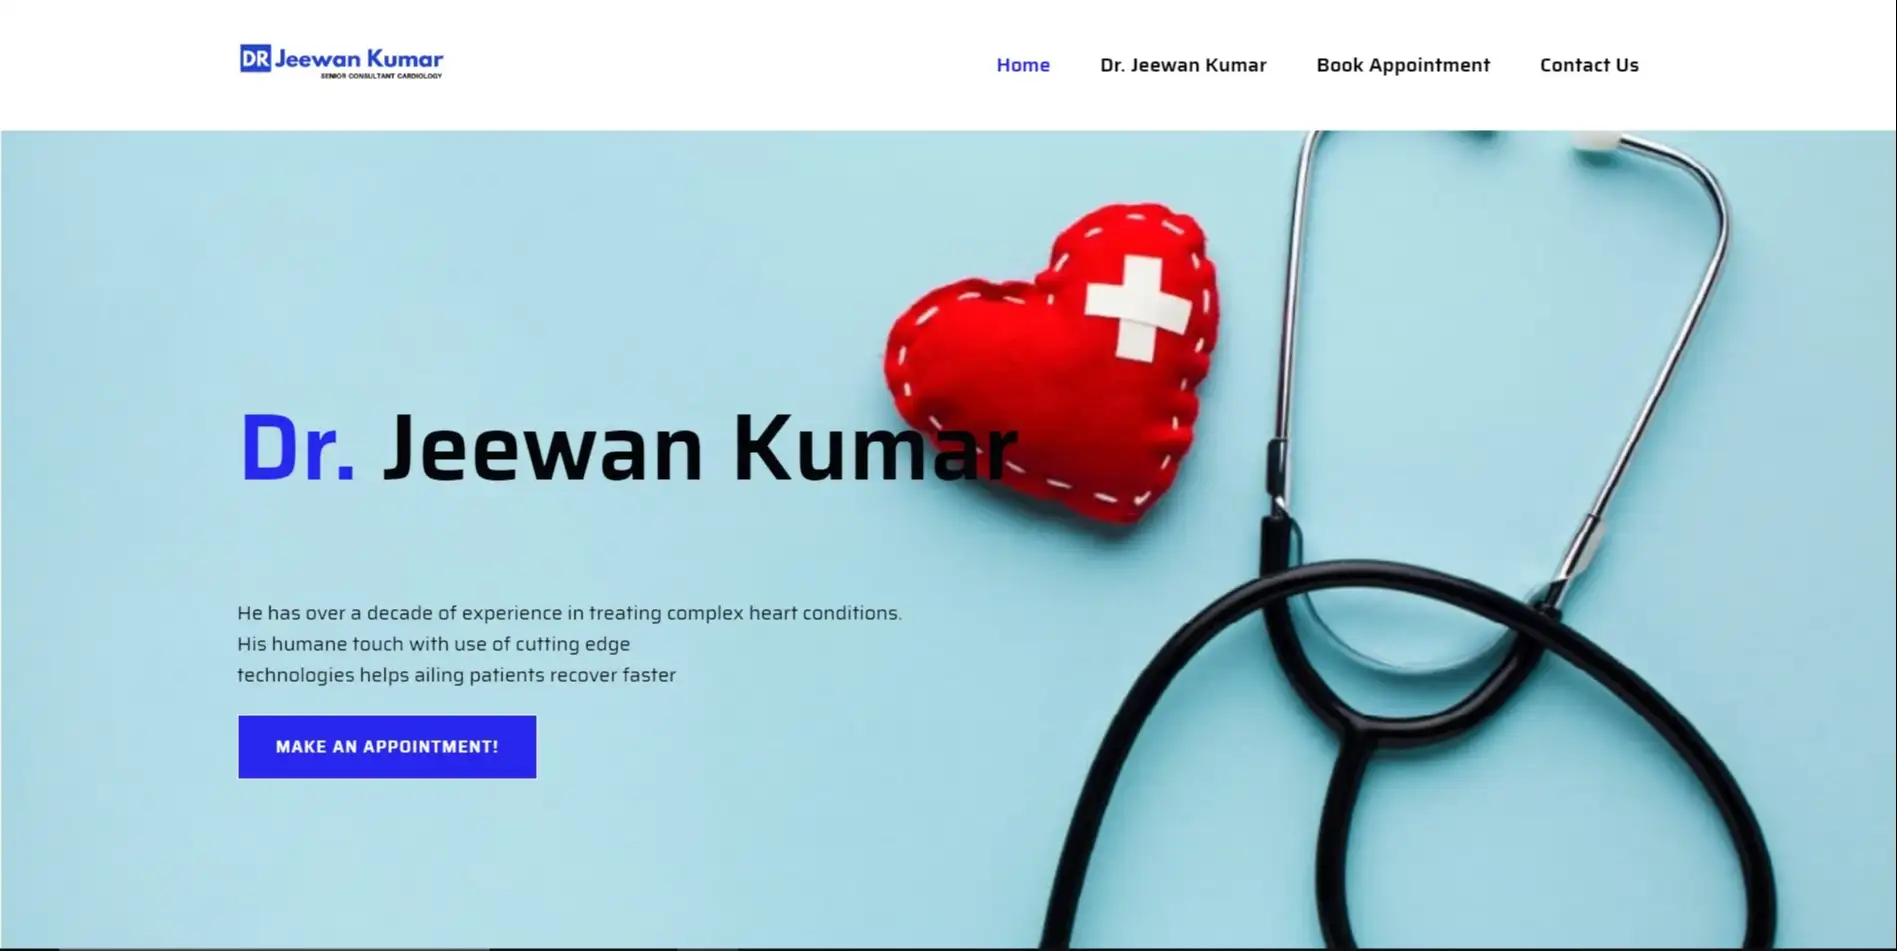 DR Jeewan Kumar
SENIOR CONSULTANT CARDIOLOGY
Home Dr. Jeewan Kumar Book Appointment Contact Us
Dr. Jeewan Kumar
He has over a decade of experience in treating complex heart conditions.
His humane touch with use of cutting edge
technologies helps ailing patients recover faster
MAKE AN APPOINTMENT!